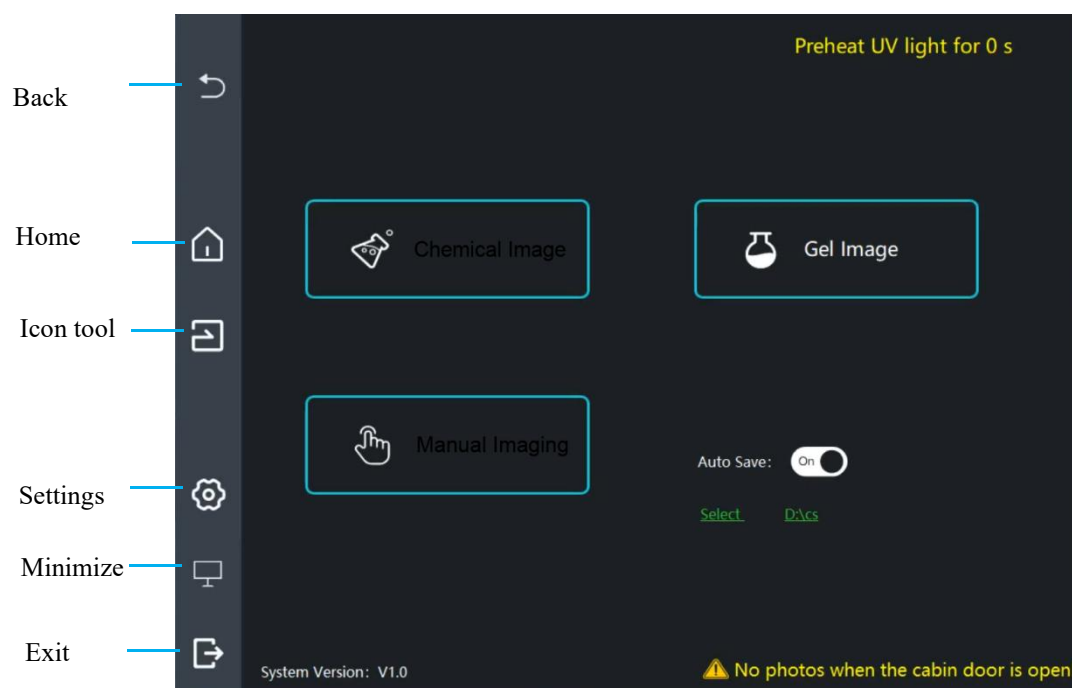 Preheat UV light for 0 s
Back
Home
Chemical Image
Gel Image
Icon tool
Manual Imaging
Auto Save: On
Settings
Select D:\cs
Minimize
Exit
System Version: V1.0
No photos when the cabin door is open